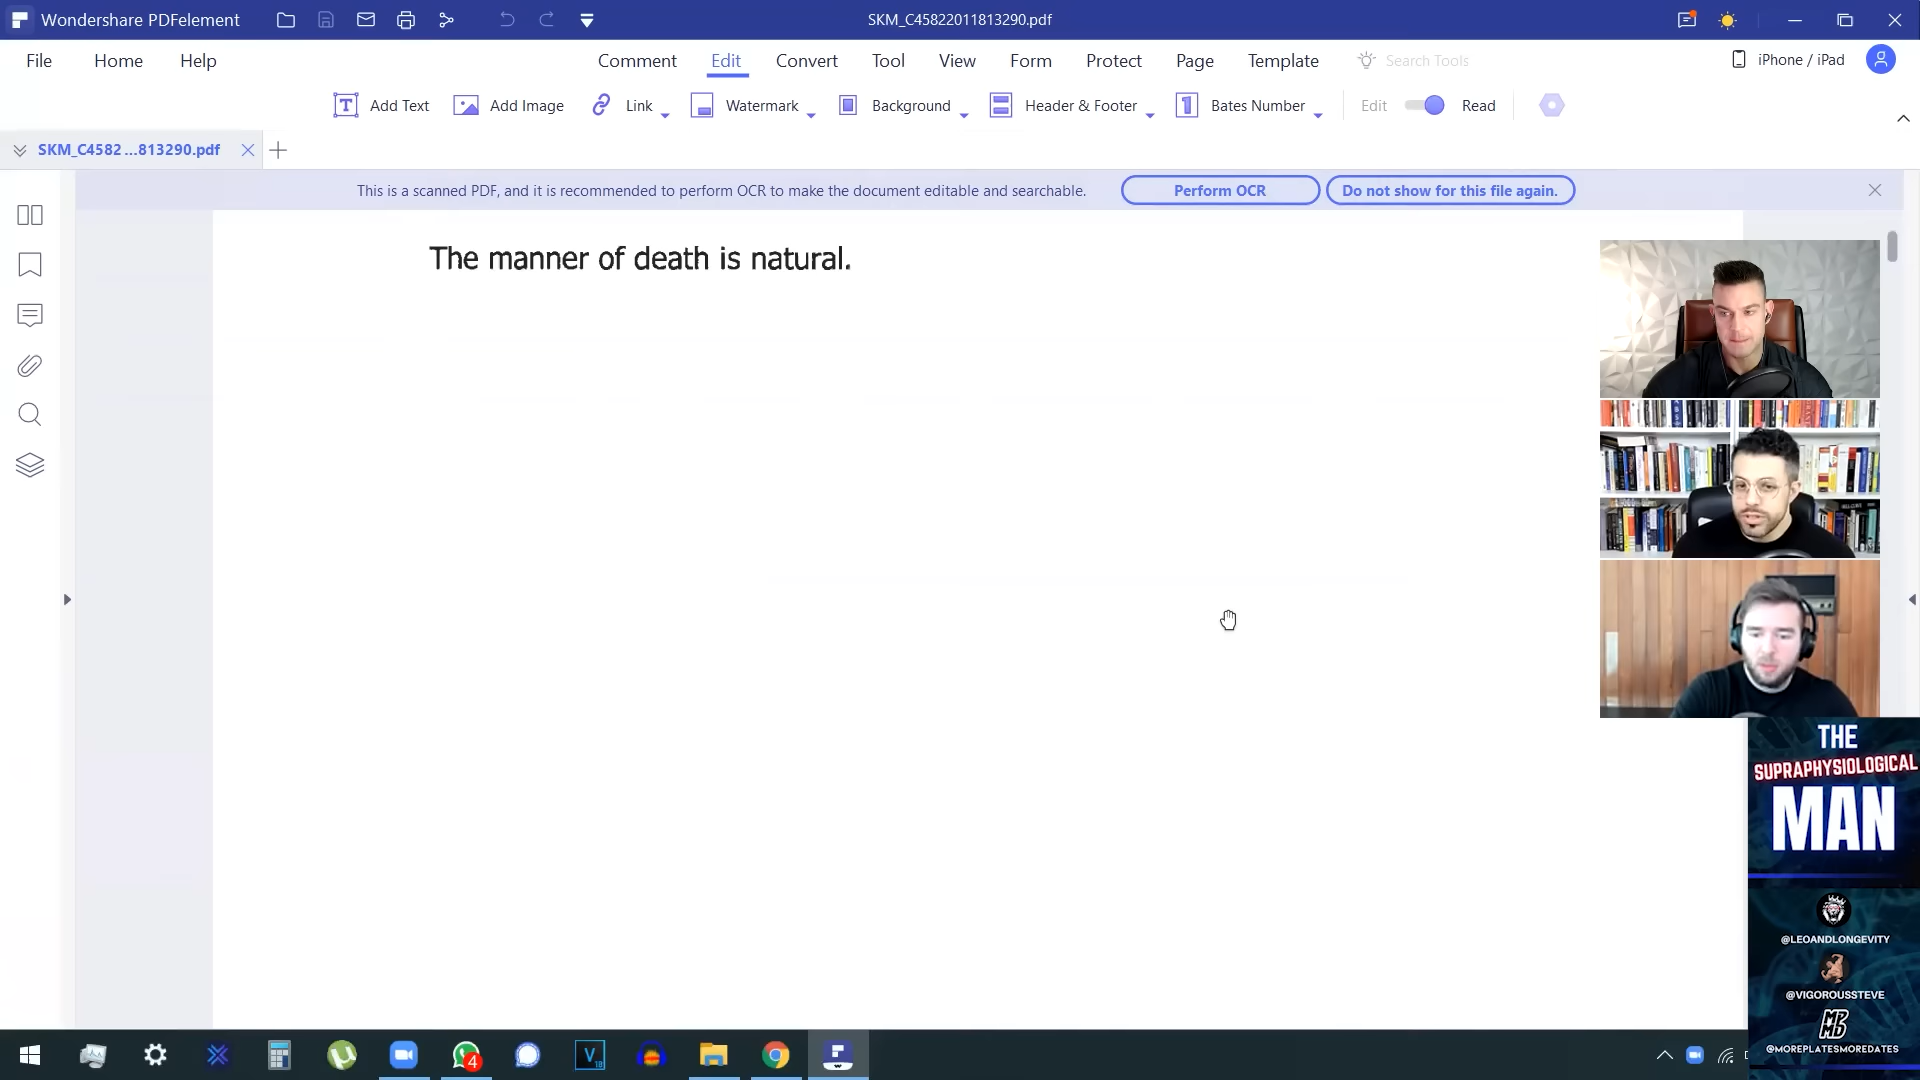 Wondershare PDFelement
SKM_C45822011813290.pdf
File Home Help
Comment Edit Convert Tool View Form Protect Page Template Search Tools
iPhone / iPad
Add Text Add Image Link Watermark Background Header & Footer Bates Number Edit Read
SKM_C4582 ...813290.pdf
This is a scanned PDF, and it is recommended to perform OCR to make the document editable and searchable.
Perform OCR
Do not show for this file again.
The manner of death is natural.
THE
SUPRAPHYSIOLOGICAL
MAN
@LEOANDLONGEVITY
@VIGOROUSSTEVE
MP
MD
@MOREPLATESMOREDATES
4